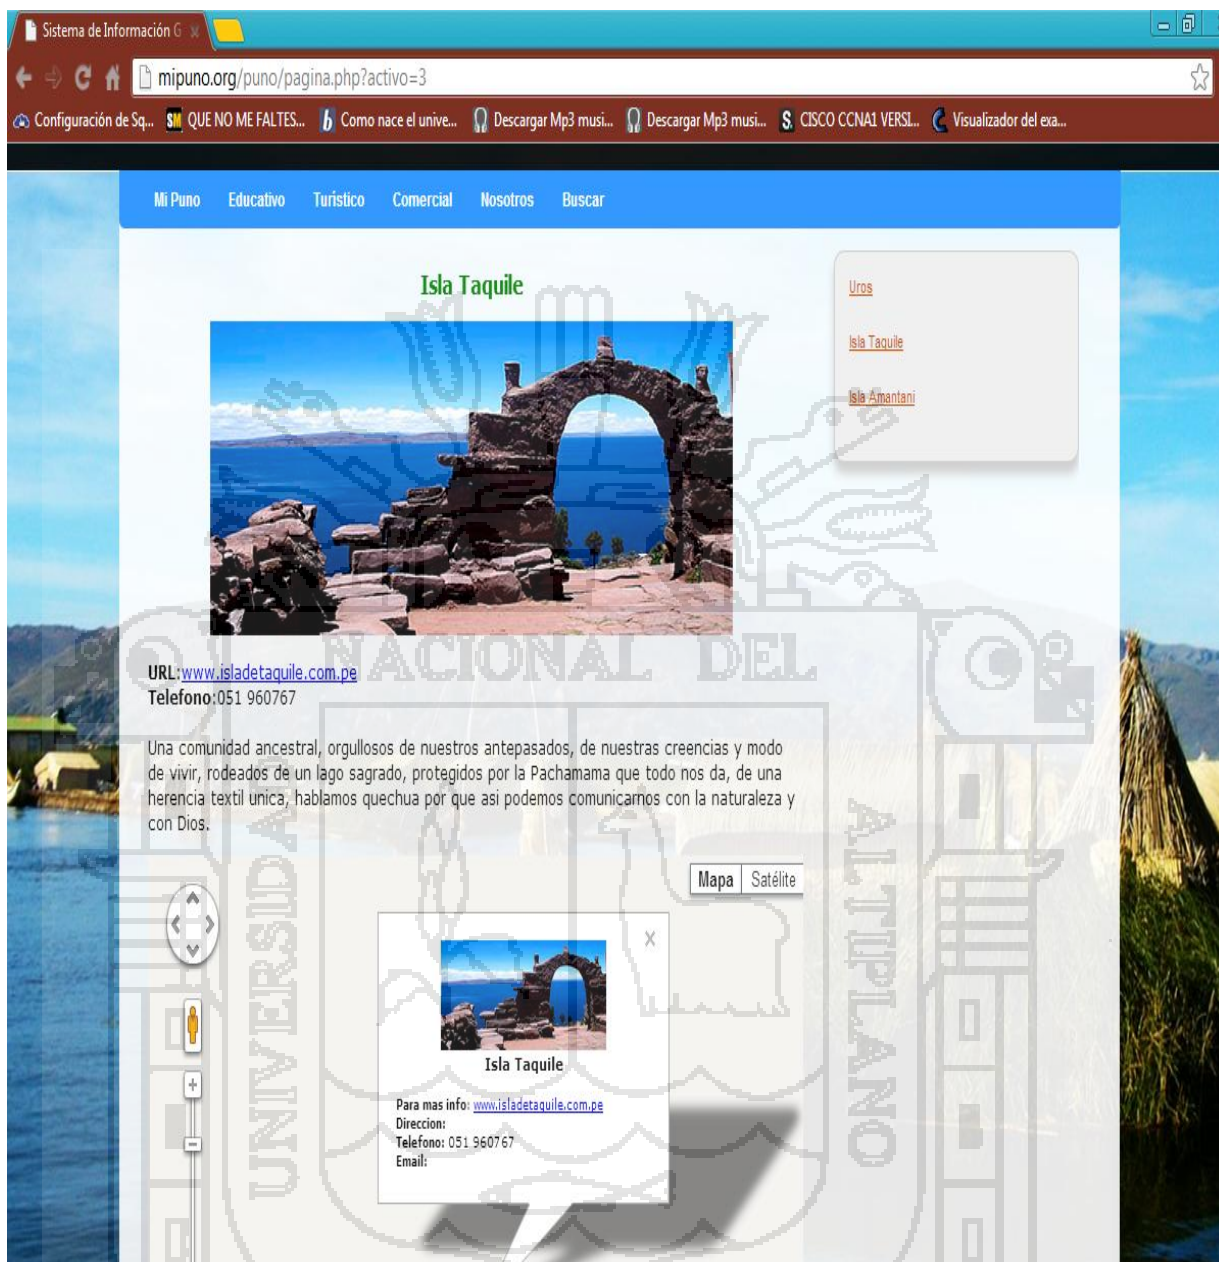 Sistema de Información G
mipuno.org/puno/pagina.php?activo=3
Configuración de Sq... QUE NO ME FALTES... Como nace el unive... Descargar Mp3 musi... Descargar Mp3 musi... CISCO CCNA1 VERSI... Visualizador del exa...
Mi Puno Educativo Turistico Comercial Nosotros Buscar
Isla Taquile
Uros
Isla Taquile
Isla Amantani
URL:www.isladetaquile.com.pe
Telefono:051 960767
Una comunidad ancestral, orgullosos de nuestros antepasados, de nuestras creencias y modo
de vivir, rodeados de un lago sagrado, protegidos por la Pachamama que todo nos da, de una
herencia textil unica, hablamos quechua por que asi podemos comunicarnos con la naturaleza y
con Dios.
Mapa Satélite
Isla Taquile
Para mas info: www.isladetaquile.com.pe
Direccion:
Telefono: 051 960767
Email:
UNIVERSIDAD
NACIONAL DEL
ALTIPLANO